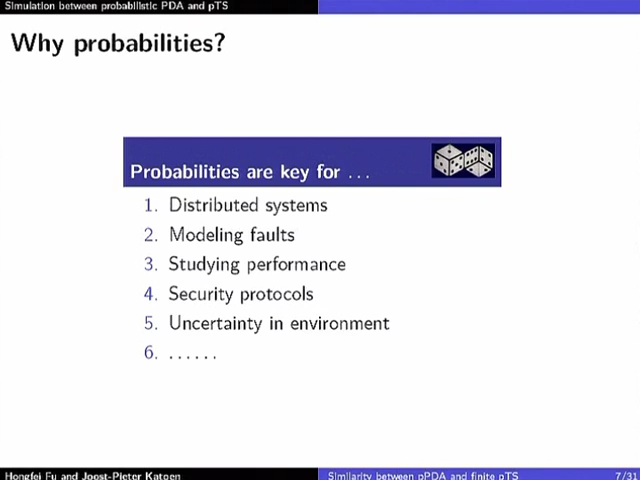 Simulation between probabilistic PDA and pTS
Why probabilities?
Probabilities are key for ...
1. Distributed systems
2. Modeling faults
3. Studying performance
4. Security protocols
5. Uncertainty in environment
6. ......
Hongfei Fu and Joost-Pieter Katoen
Similarity between pPDA and finite pTS
7/31